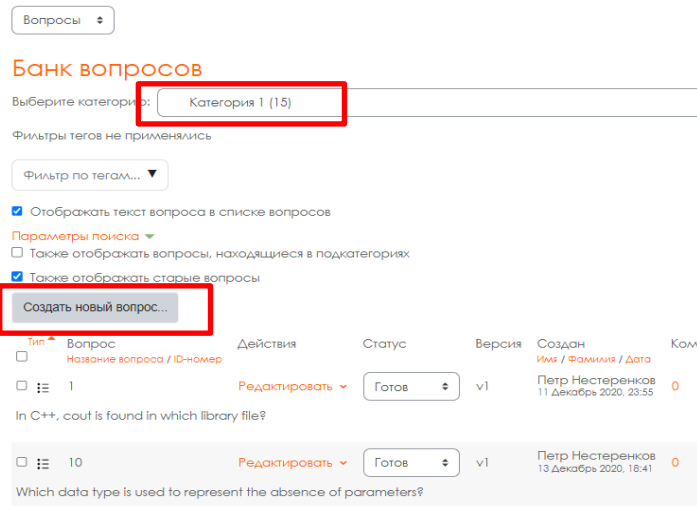 Вопросы
Банк вопросов
Выберите категорию: Категория 1 (15)
Фильтры тегов не применялись
Фильтр по тегам... ▼
Отображать текст вопроса в списке вопросов
Параметры поиска
Также отображать вопросы, находящиеся в подкатегориях
Также отображать старые вопросы
Создать новый вопрос...
Тип Вопрос Действия Статус Версия Создан
Название вопроса / ID-номер Имя / Фамилия / Дата
1 Редактировать Готов v1 Петр Нестеренков 0
11 Декабрь 2020, 23:55
In C++, cout is found in which library file?
10 Редактировать Готов v1 Петр Нестеренков 0
13 Декабрь 2020, 18:41
Which data type is used to represent the absence of parameters?